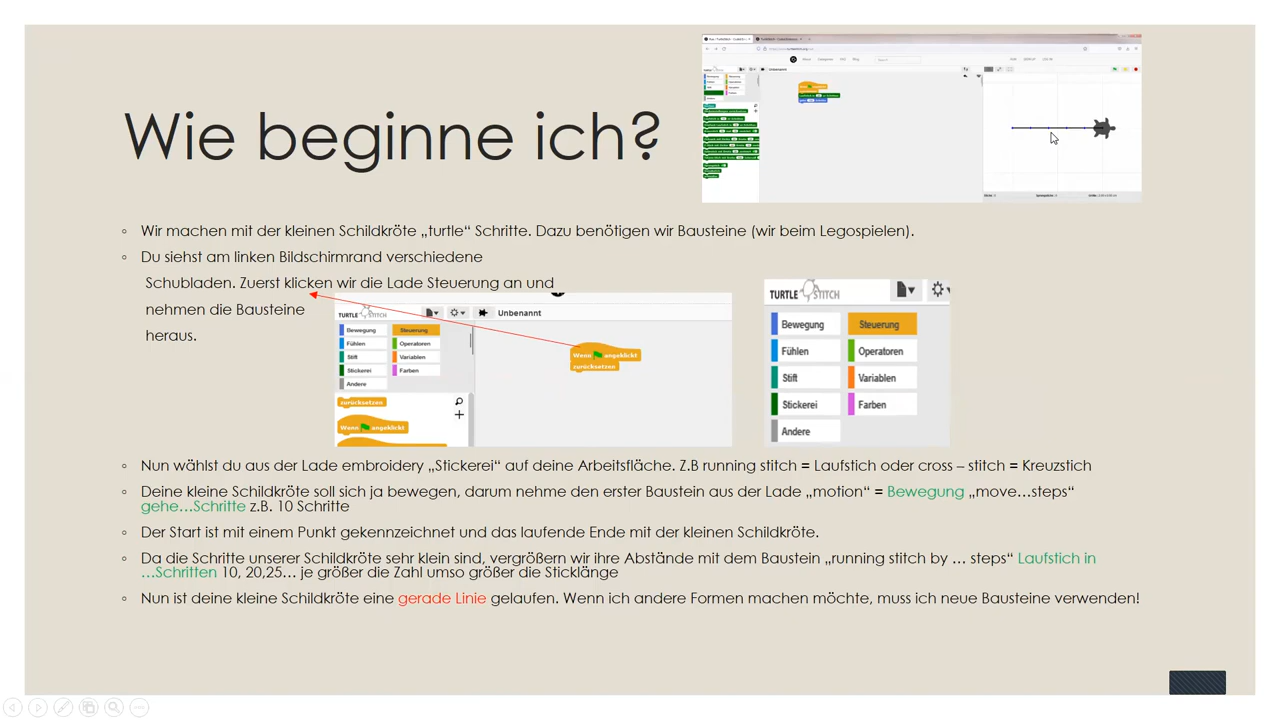 Wie beginne ich?
Wir machen mit der kleinen Schildkröte „turtle“ Schritte. Dazu benötigen wir Bausteine (wir beim Legospielen).
Du siehst am linken Bildschirmrand verschiedene
Schubladen. Zuerst klicken wir die Lade Steuerung an und
nehmen die Bausteine
heraus.
TURTLE STITCH
Unbenannt
Bewegung Steuerung
Fühlen Operatoren
Stift Variablen
Stickerei Farben
Andere
zurücksetzen
Wenn angeklickt
Wenn angeklickt
zurücksetzen
TURTLE STITCH
Bewegung Steuerung
Fühlen Operatoren
Stift Variablen
Stickerei Farben
Andere
Nun wählst du aus der Lade embroidery „Stickerei“ auf deine Arbeitsfläche. Z.B running stitch = Laufstich oder cross – stitch = Kreuzstich
Deine kleine Schildkröte soll sich ja bewegen, darum nehme den erster Baustein aus der Lade „motion“ = Bewegung „move…steps“
gehe…Schritte z.B. 10 Schritte
Der Start ist mit einem Punkt gekennzeichnet und das laufende Ende mit der kleinen Schildkröte.
Da die Schritte unserer Schildkröte sehr klein sind, vergrößern wir ihre Abstände mit dem Baustein „running stitch by … steps“ Laufstich in
…Schritten 10, 20,25… je größer die Zahl umso größer die Sticklänge
Nun ist deine kleine Schildkröte eine gerade Linie gelaufen. Wenn ich andere Formen machen möchte, muss ich neue Bausteine verwenden!